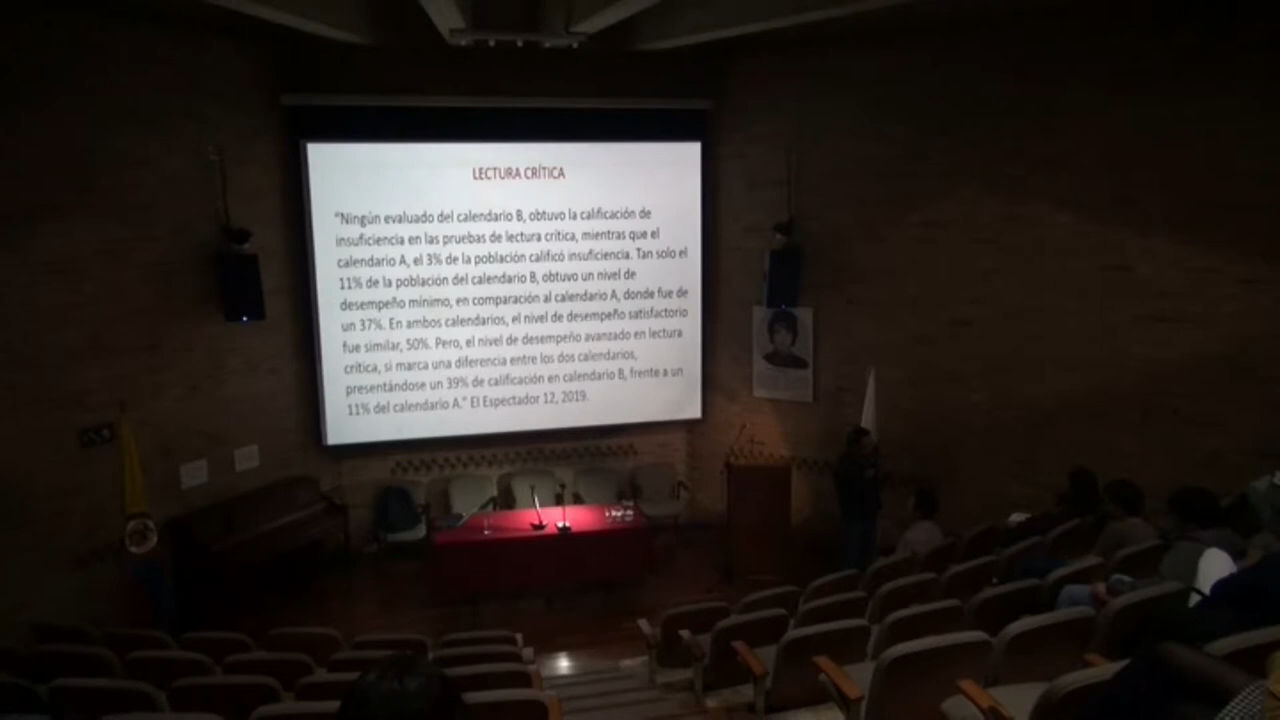 LECTURA CRÍTICA
"Ningún evaluado del calendario B, obtuvo la calificación de
insuficiencia en las pruebas de lectura crítica, mientras que el
calendario A, el 3% de la población calificó insuficiencia. Tan solo el
11% de la población del calendario B, obtuvo un nivel de
desempeño mínimo, en comparación al calendario A, donde fue de
un 37%. En ambos calendarios, el nivel de desempeño satisfactorio
fue similar, 50%. Pero, el nivel de desempeño avanzado en lectura
crítica, si marca una diferencia entre los dos calendarios,
presentándose un 39% de calificación en calendario B, frente a un
11% del calendario A." El Espectador 12, 2019.